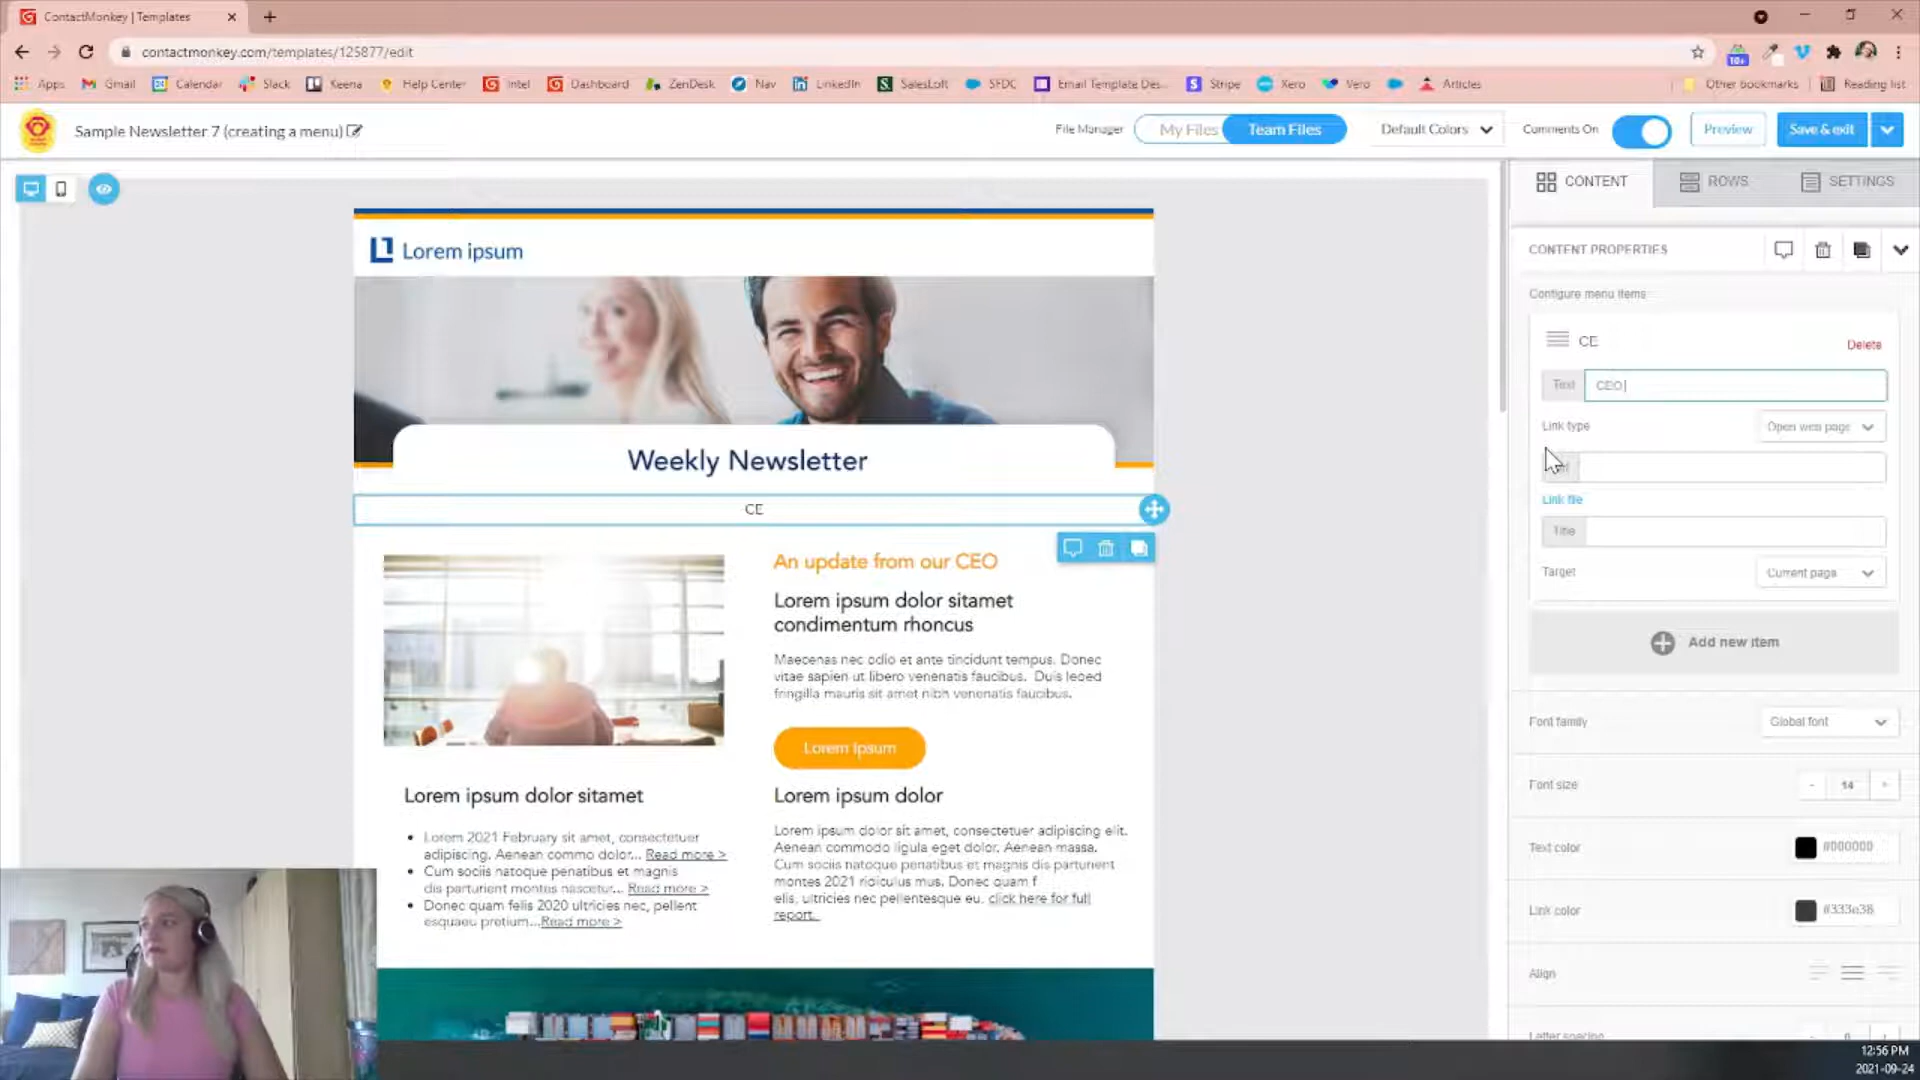 ContactMonkey | Templates
contactmonkey.com/templates/125877/edit
10+
Apps Gmail Calendar Slack Keena Help Center Intel Dashboard ZenDesk Nav LinkedIn SalesLoft SFDC Email Template Des... Stripe Xero Vero Articles Other bookmarks Reading list
Sample Newsletter 7 (creating a menu)
File Manager My Files Team Files Default Colors Comments On Preview Save & exit
CONTENT ROWS SETTINGS
CONTENT PROPERTIES
Configure menu items
CE
Delete
Text CEO
Link type Open web page
Link file
Title
Target Current page
Add new item
Font family Global font
Font size - 14 +
Text color #000000
Link color #333e38
Align
Letter spacing - 0
Lorem ipsum
Weekly Newsletter
CE
An update from our CEO
Lorem ipsum dolor sitamet
condimentum rhoncus
Maecenas nec odio et ante tincidunt tempus. Donec
vitae sapien ut libero venenatis faucibus. Duis leoed
fringilla mauris sit amet nibh venenatis faucibus.
Lorem Ipsum
Lorem ipsum dolor sitamet
Lorem 2021 February sit amet, consectetuer
adipiscing. Aenean commo dolor... Read more >
Cum sociis natoque penatibus et magnis
dis parturient montes nascetur... Read more >
Donec quam felis 2020 ultricies nec, pellent
esquaeu pretium...Read more >
Lorem ipsum dolor
Lorem ipsum dolor sit amet, consectetuer adipiscing elit.
Aenean commodo ligula eget dolor. Aenean massa.
Cum sociis natoque penatibus et magnis dis parturient
montes 2021 ridiculus mus. Donec quam f
elis, ultricies nec pellentesque eu. click here for full
report.
12:56 PM
2021-09-24